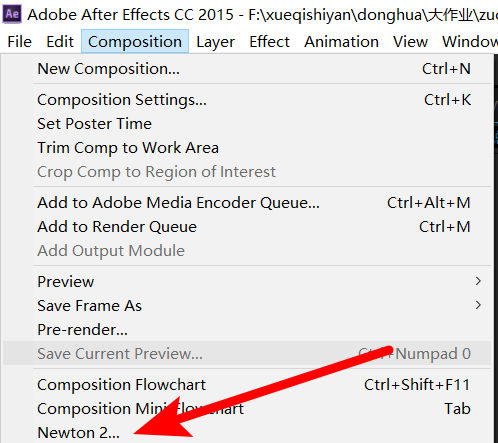 Ae Adobe After Effects CC 2015 - F:\xueqishiyan\donghua\大作业\zuo
File Edit Composition Layer Effect Animation View Window
New Composition... Ctrl+N
Composition Settings... Ctrl+K
Set Poster Time
Trim Comp to Work Area
Crop Comp to Region of Interest
Add to Adobe Media Encoder Queue... Ctrl+Alt+M
Add to Render Queue Ctrl+M
Add Output Module
Preview
Save Frame As
Pre-render...
Save Current Preview... Ctrl+Numpad 0
Composition Flowchart Ctrl+Shift+F11
Composition Mini-Flowchart Tab
Newton 2...